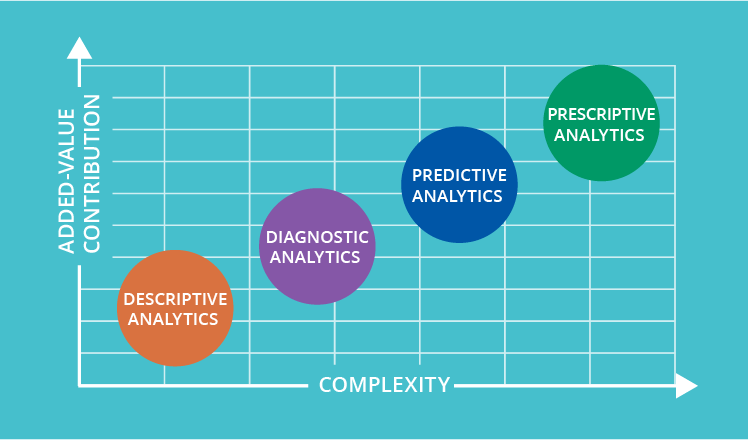 ADDED-VALUE
CONTRIBUTION
PRESCRIPTIVE
ANALYTICS
PREDICTIVE
ANALYTICS
DIAGNOSTIC
ANALYTICS
DESCRIPTIVE
ANALYTICS
COMPLEXITY